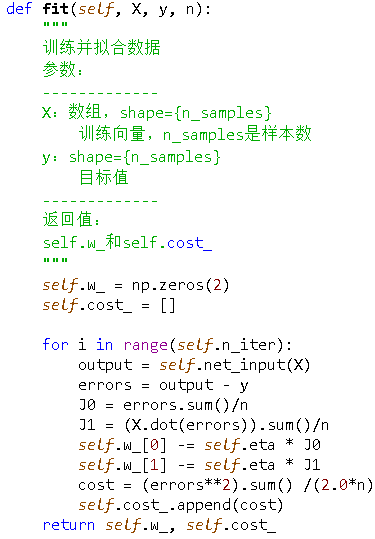 def fit(self, X, y, n):
    """
    训练并拟合数据
    参数：
    -------------
    X：数组，shape={n_samples}
        训练向量，n_samples是样本数
    y：shape={n_samples}
        目标值
    -------------
    返回值：
    self.w_和self.cost_
    """
    self.w_ = np.zeros(2)
    self.cost_ = []

    for i in range(self.n_iter):
        output = self.net_input(X)
        errors = output - y
        J0 = errors.sum()/n
        J1 = (X.dot(errors)).sum()/n
        self.w_[0] -= self.eta * J0
        self.w_[1] -= self.eta * J1
        cost = (errors**2).sum() /(2.0*n)
        self.cost_.append(cost)
    return self.w_, self.cost_